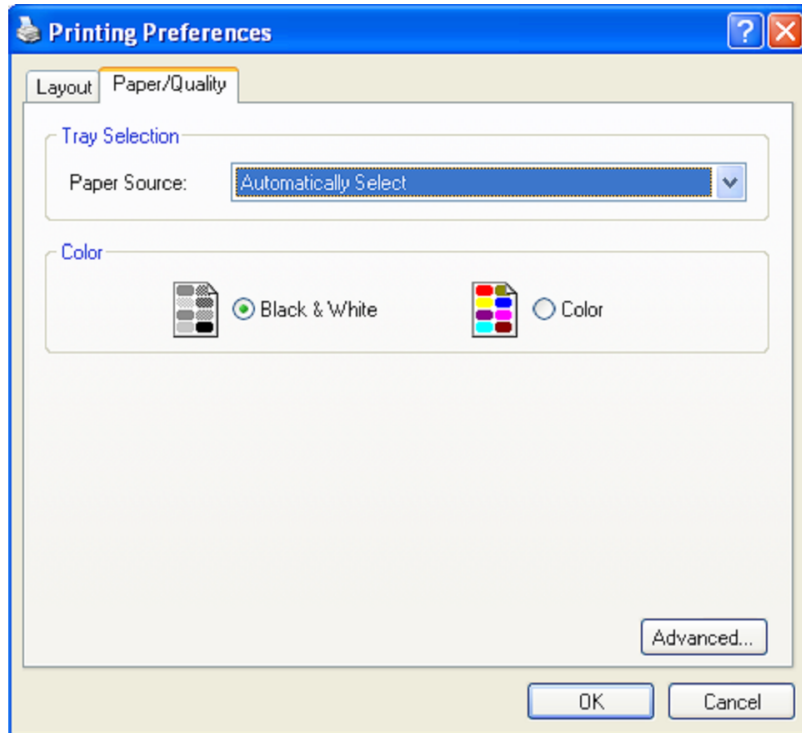 Printing Preferences
Layout Paper/Quality
Tray Selection
Paper Source: Automatically Select
Color
Black & White Color
Advanced...
OK Cancel